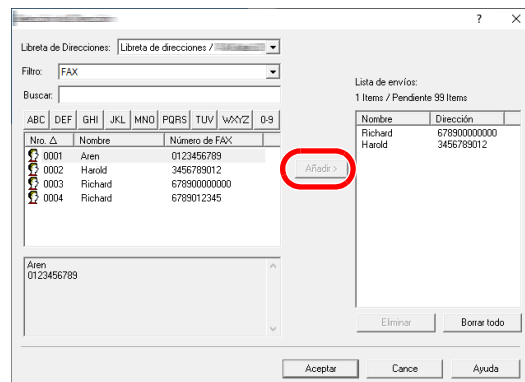 ? ×
Libreta de Direcciones: Libreta de direcciones /
Filtro: FAX
Buscar:
Lista de envíos:
1 Items / Pendiente 99 Items
ABC DEF GHI JKL MNO PQRS TUV WXYZ 0-9
Nro. △ Nombre Número de FAX
0001 Aren 0123456789
0002 Harold 3456789012
0003 Richard 678900000000
0004 Richard 6789012345
Añadir >
Nombre Dirección
Richard 678900000000
Harold 3456789012
Aren
0123456789
Eliminar Borrar todo
Aceptar Cance Ayuda